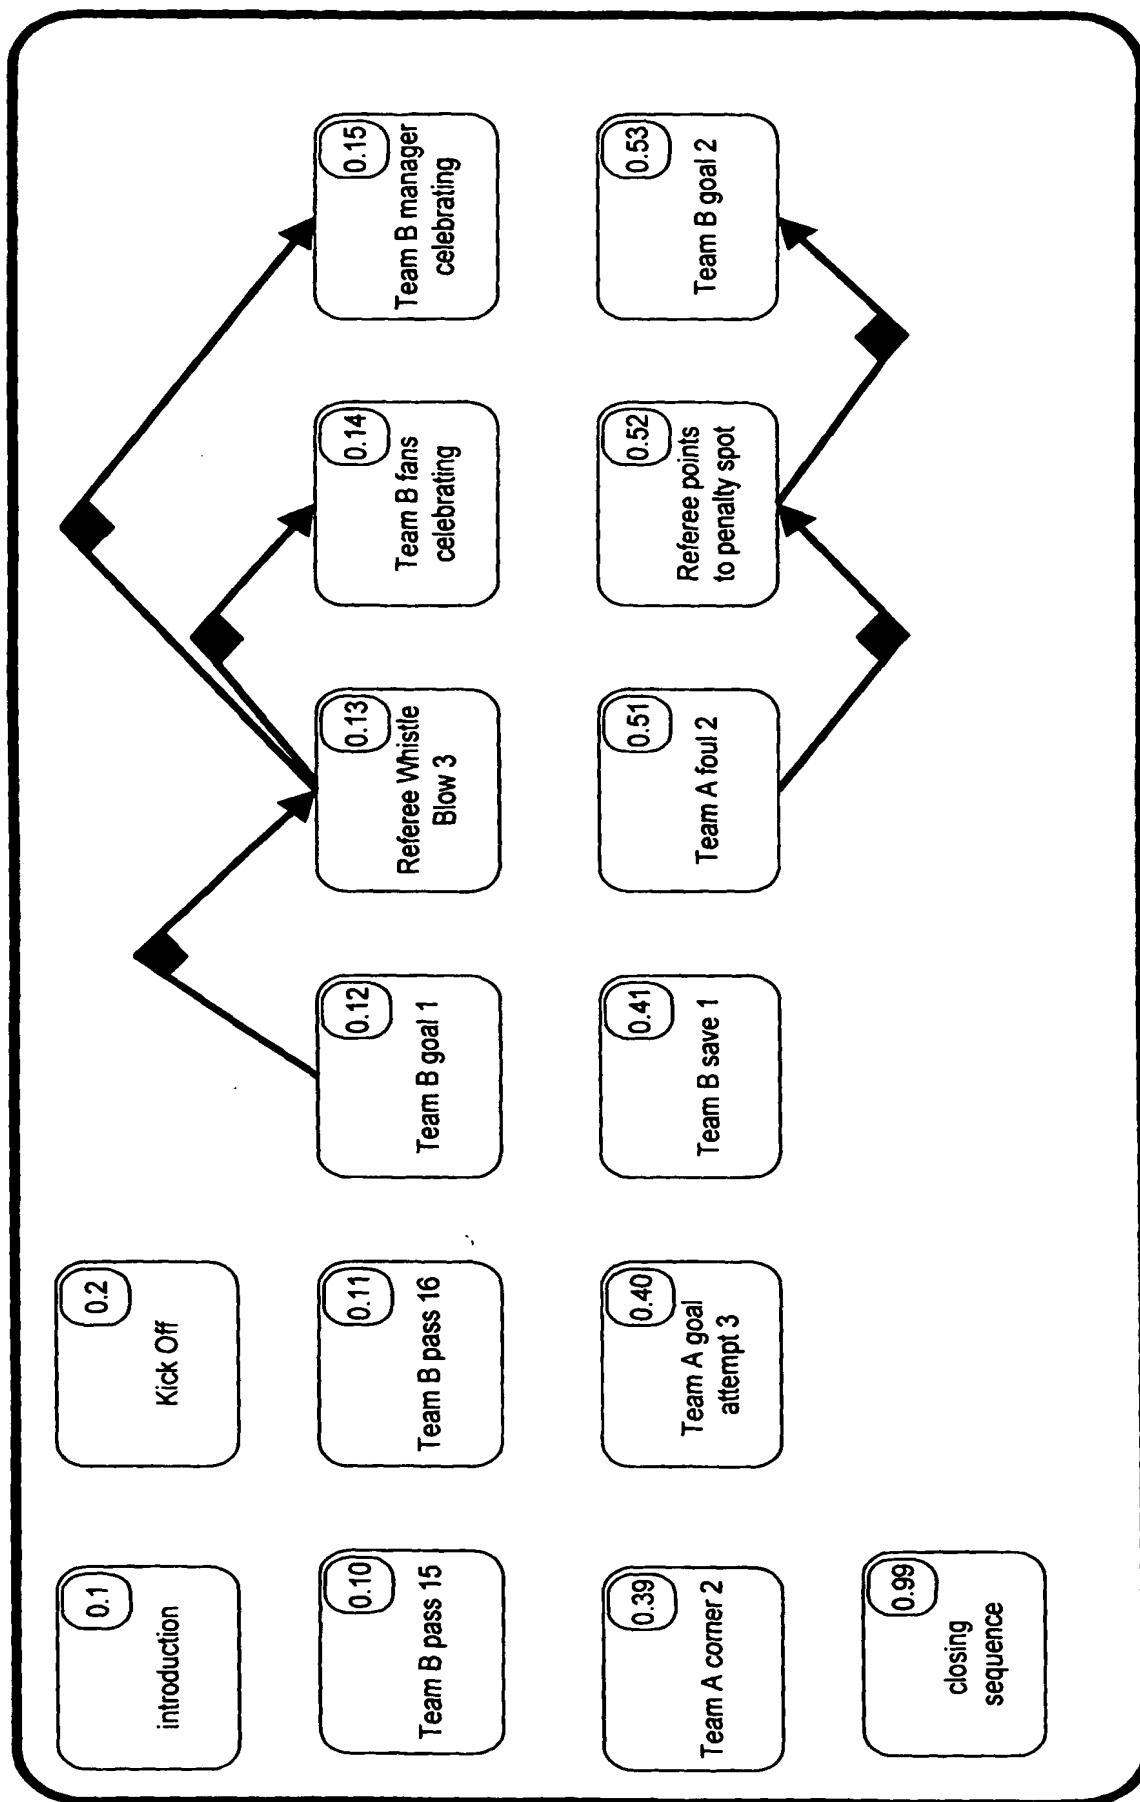 0.1
introduction
0.2
Kick Off
0.10
Team B pass 15
0.11
Team B pass 16
0.12
Team B goal 1
0.13
Referee Whistle
Blow 3
0.14
Team B fans
celebrating
0.15
Team B manager
celebrating
0.39
Team A corner 2
0.40
Team A goal
attempt 3
0.41
Team B save 1
0.51
Team A foul 2
0.52
Referee points
to penalty spot
0.53
Team B goal 2
0.99
closing
sequence